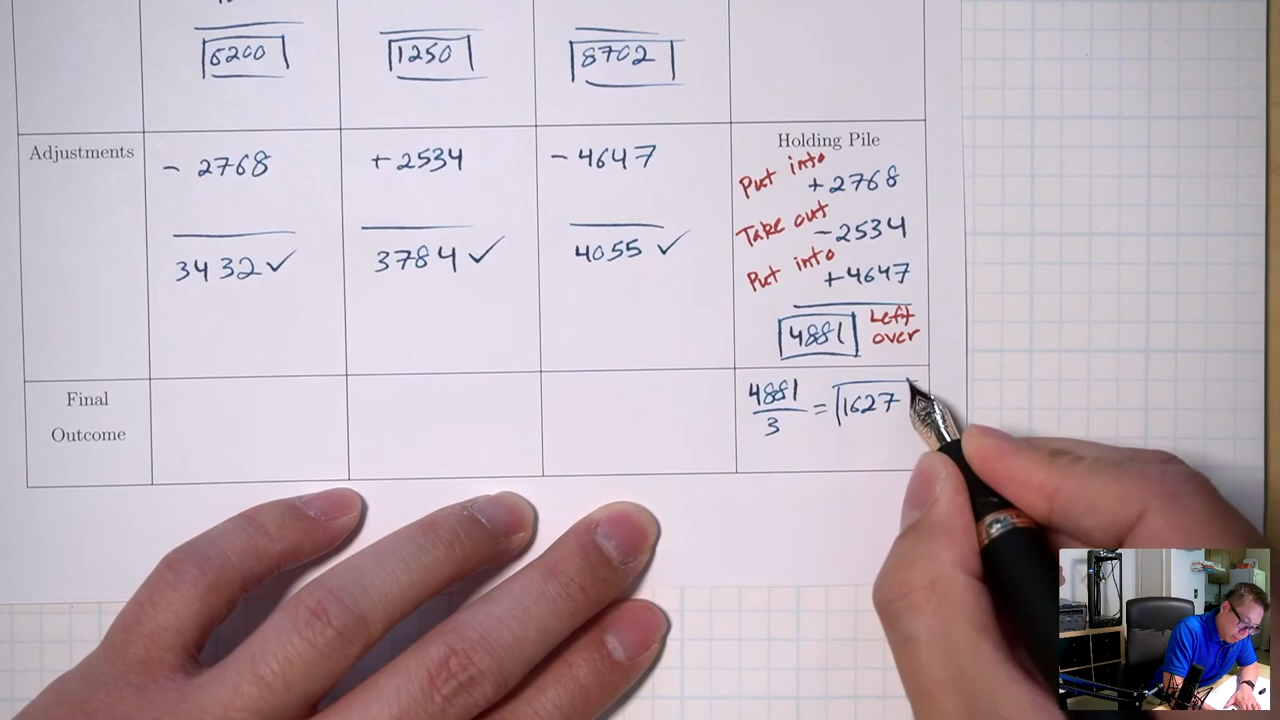 6200 1250 8702
Adjustments - 2768 + 2534 - 4647 Holding Pile
Put into + 2768
Take out - 2534
Put into + 4647
3432 ✓ 3784 ✓ 4055 ✓
4881 Left over
Final Outcome 4881/3 = 1627